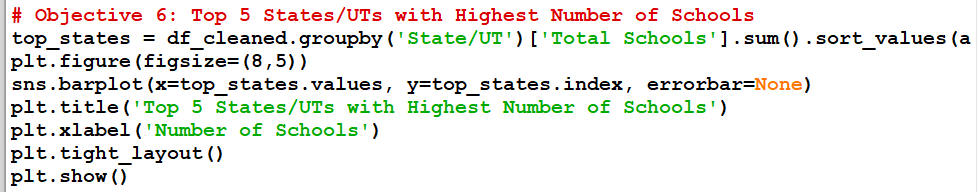 # Objective 6: Top 5 States/UTs with Highest Number of Schools
top_states = df_cleaned.groupby('State/UT')['Total Schools'].sum().sort_values(a
plt.figure(figsize=(8,5))
sns.barplot(x=top_states.values, y=top_states.index, errorbar=None)
plt.title('Top 5 States/UTs with Highest Number of Schools')
plt.xlabel('Number of Schools')
plt.tight_layout()
plt.show()